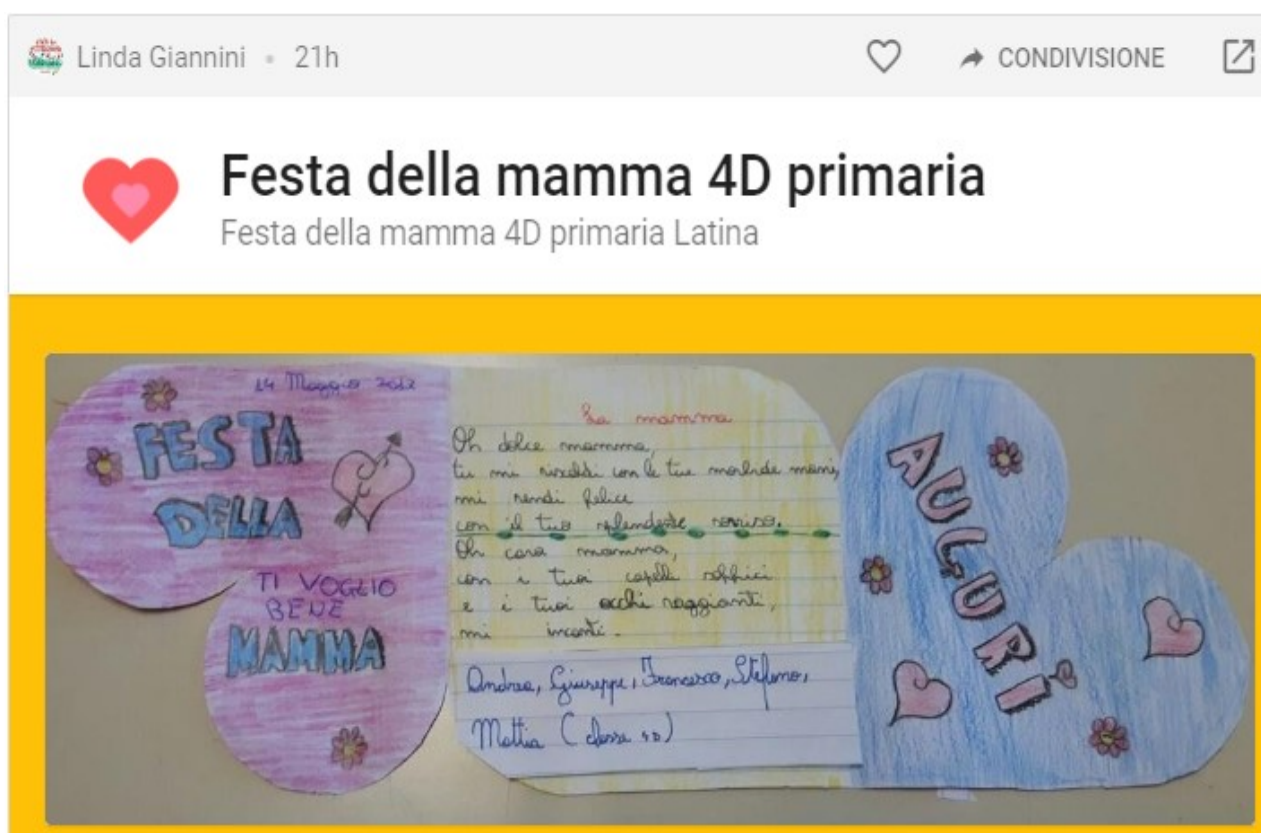 Linda Giannini • 21h
CONDIVISIONE
Festa della mamma 4D primaria
Festa della mamma 4D primaria Latina
14 Maggio 2012
FESTA
DELLA
TI VOGLIO
BENE
MAMMA
La mamma
Oh dolce mamma,
tu mi riscaldi con le tue morbide mani,
mi rendi felice
con il tuo splendente sorriso.
Oh cara mamma,
con i tuoi capelli soffici
e i tuoi occhi raggianti,
mi incanti.
Andrea, Giuseppe, Francesco, Stefano,
Mattia (classe 4D)
AUGURI